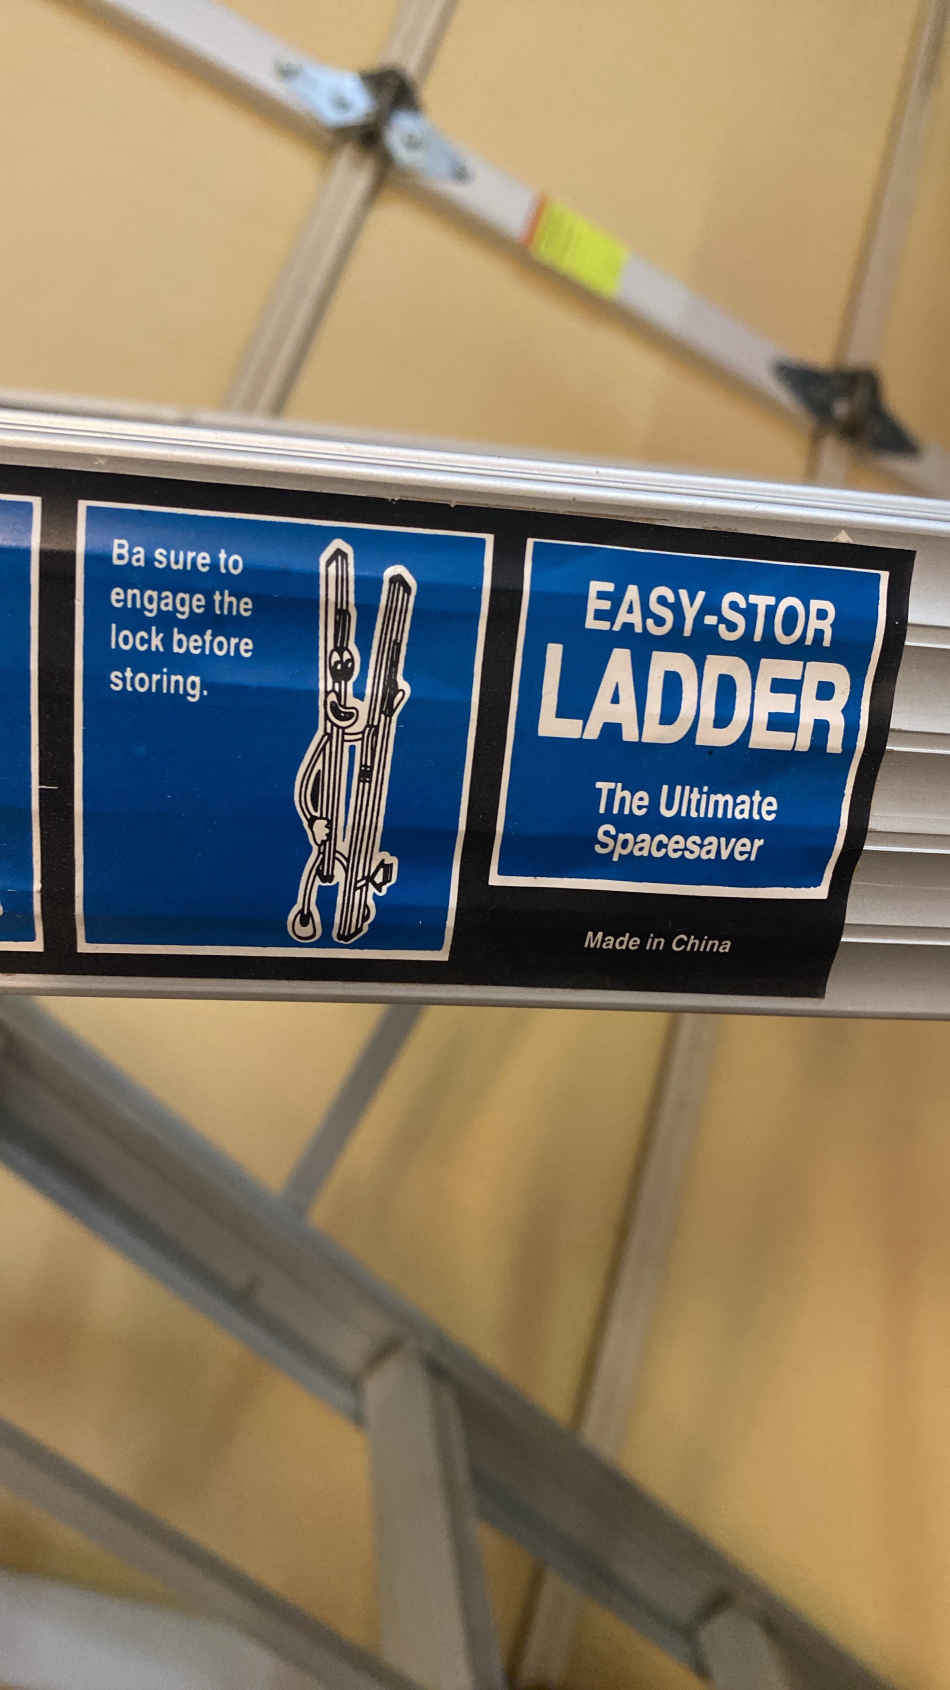 Ba sure to
engage the
lock before
storing.
EASY-STOR
LADDER
The Ultimate
Spacesaver
Made in China